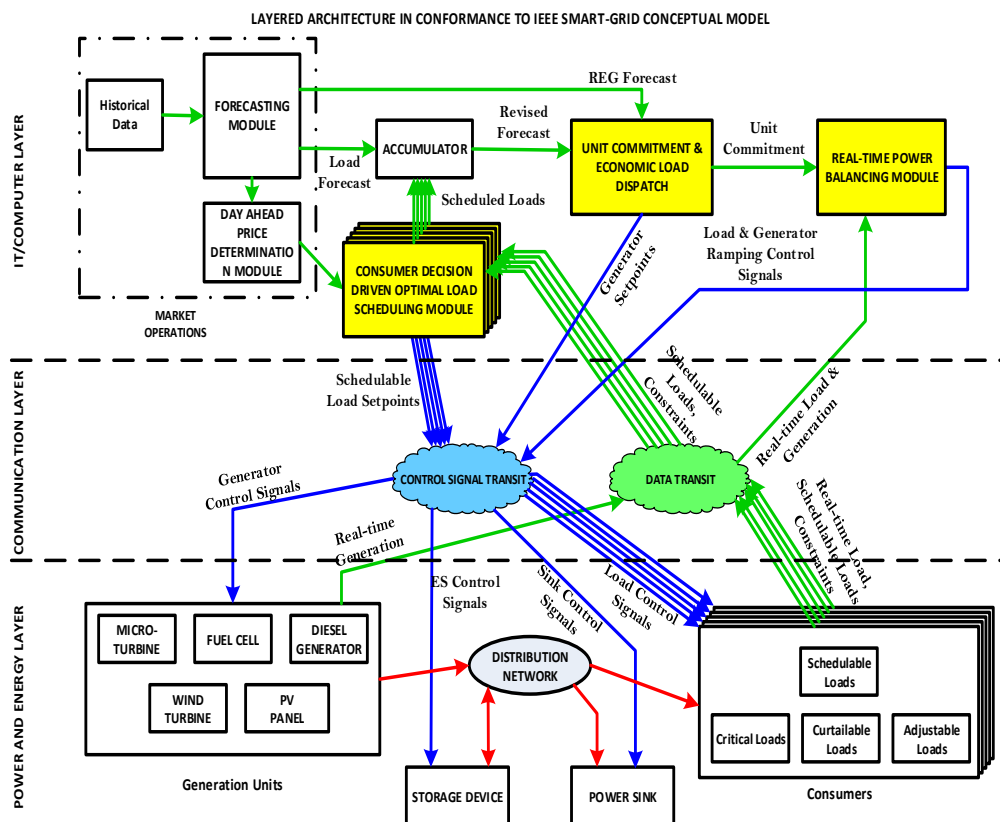 LAYERED ARCHITECTURE IN CONFORMANCE TO IEEE SMART-GRID CONCEPTUAL MODEL
IT/COMPUTER LAYER
Historical
Data
FORECASTING
MODULE
REG Forecast
Load
Forecast
ACCUMULATOR
Revised
Forecast
UNIT COMMITMENT &
ECONOMIC LOAD
DISPATCH
Unit
Commitment
REAL-TIME POWER
BALANCING MODULE
DAY AHEAD
PRICE
DETERMINATIO
N MODULE
Scheduled Loads
CONSUMER DECISION
DRIVEN OPTIMAL LOAD
SCHEDULING MODULE
Generator
Setpoints
Load & Generator
Ramping Control
Signals
MARKET
OPERATIONS
COMMUNICATION LAYER
Schedulable
Load Setpoints
Schedulable
Loads,
Constraints
Real-time Load &
Generation
Generator
Control Signals
CONTROL SIGNAL TRANSIT
DATA TRANSIT
Real-time
Generation
Real-time Load,
Schedulable Loads
Constraints
POWER AND ENERGY LAYER
ES Control
Signals
Sink Control
Signals
Load Control
Signals
MICRO-
TURBINE
FUEL CELL
DIESEL
GENERATOR
WIND
TURBINE
PV
PANEL
Generation Units
DISTRIBUTION
NETWORK
STORAGE DEVICE
POWER SINK
Schedulable
Loads
Critical Loads
Curtailable
Loads
Adjustable
Loads
Consumers